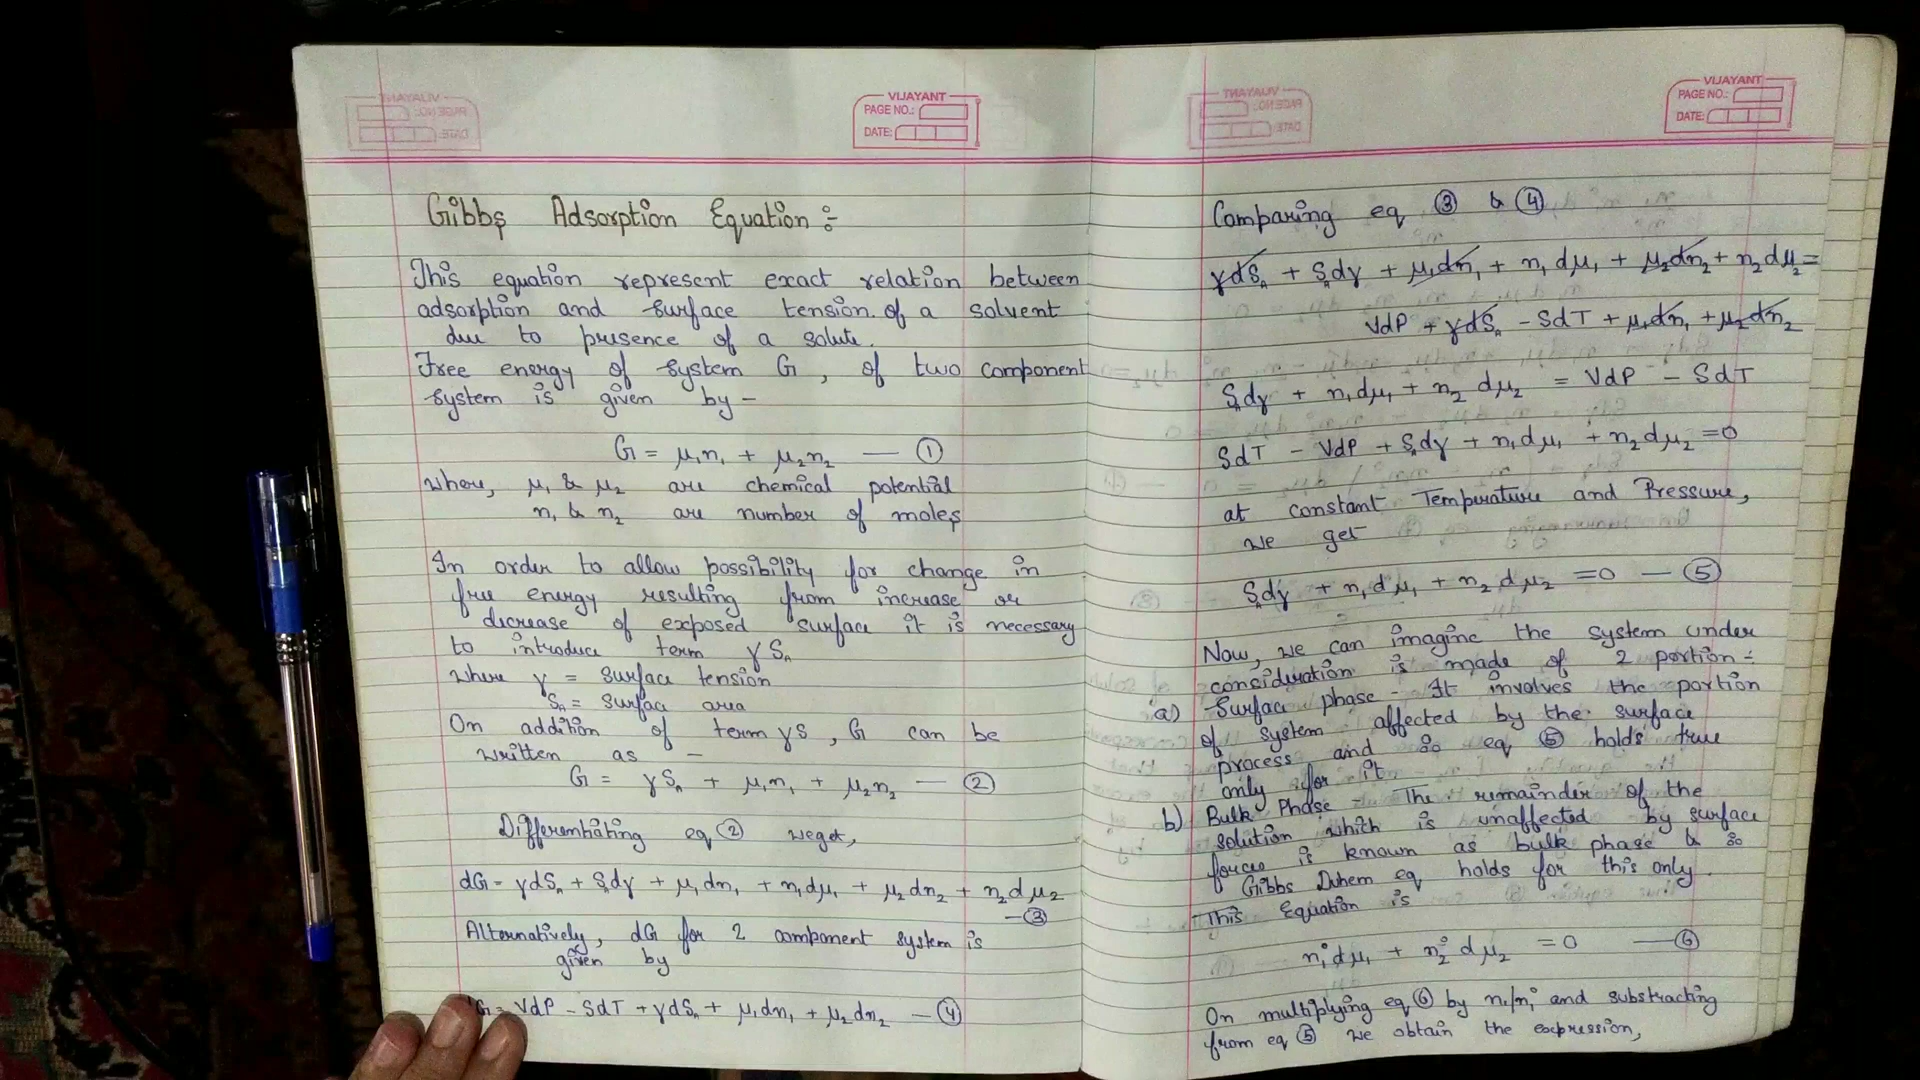 VIJAYANT
PAGE NO.:
DATE:
Gibbs Adsorption Equation :-
This equation represent exact relation between
adsorption and surface tension of a solvent
due to presence of a solute.
Free energy of system G, of two component
system is given by -
G = μ₁n₁ + μ₂n₂ — ①
where, μ₁ & μ₂ are chemical potential
n₁ & n₂ are number of moles
In order to allow possibility for change in
free energy resulting from increase or
decrease of exposed surface it is necessary
to introduce term γSₐ
where γ = surface tension
Sₐ = surface area
On addition of term γS, G can be
written as -
G = γSₐ + μ₁n₁ + μ₂n₂ — ②
Differentiating eq ② we get,
dG = γdSₐ + Sₐdγ + μ₁dn₁ + n₁dμ₁ + μ₂dn₂ + n₂dμ₂
— ③
Alternatively, dG for 2 component system is
given by
G = VdP - SdT + γdSₐ + μ₁dn₁ + μ₂dn₂ — ④
VIJAYANT
PAGE NO.:
DATE:
Comparing eq ③ & ④
γdSₐ + Sₐdγ + μ₁dn₁ + n₁dμ₁ + μ₂dn₂ + n₂dμ₂ =
VdP + γdSₐ - SdT + μ₁dn₁ + μ₂dn₂
Sₐdγ + n₁dμ₁ + n₂dμ₂ = VdP - SdT
SdT - VdP + Sₐdγ + n₁dμ₁ + n₂dμ₂ = 0
at constant Temperature and Pressure,
we get
Sₐdγ + n₁dμ₁ + n₂dμ₂ = 0 — ⑤
Now, we can imagine the system under
consideration is made of 2 portion :-
a) Surface phase - It involves the portion
of system affected by the surface
process and so eq ⑤ holds true
only for it
b) Bulk Phase - The remainder of the
solution which is unaffected by surface
forces is known as bulk phase & so
Gibbs Duhem eq holds for this only.
This Equation is
n₁°dμ₁ + n₂°dμ₂ = 0 — ⑥
On multiplying eq ⑥ by n₁/n₁° and substracting
from eq ⑤ we obtain the expression,